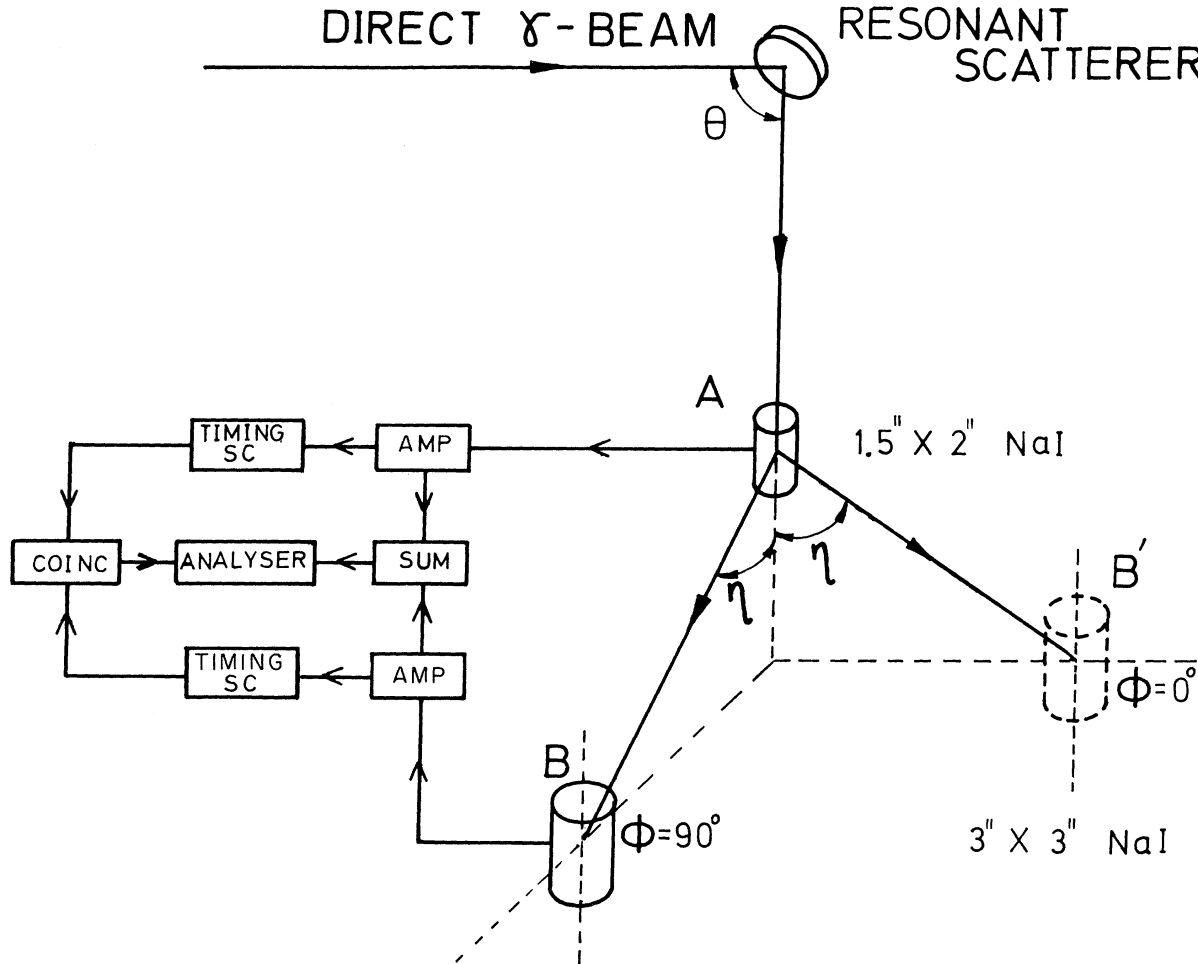 DIRECT γ-BEAM
RESONANT
SCATTERER
θ
A
1.5" X 2" NaI
TIMING
SC
AMP
COINC
ANALYSER
SUM
η
η
B'
TIMING
SC
AMP
Φ=0°
B
Φ=90°
3" X 3" NaI